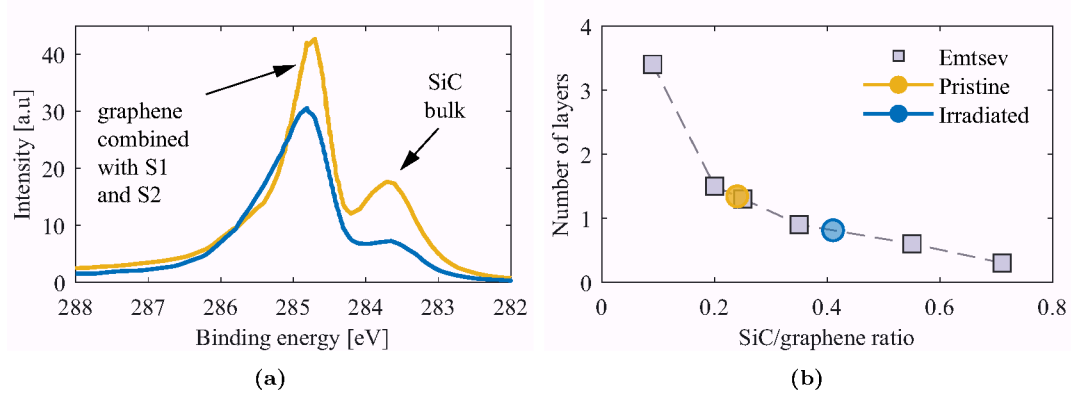 Intensity [a.u]
40
30
20
10
0
graphene
combined
with S1
and S2
SiC
bulk
288
287
286
285
284
283
282
Binding energy [eV]
(a)
Number of layers
4
3
2
1
0
Emtsev
Pristine
Irradiated
0
0.2
0.4
0.6
0.8
SiC/graphene ratio
(b)